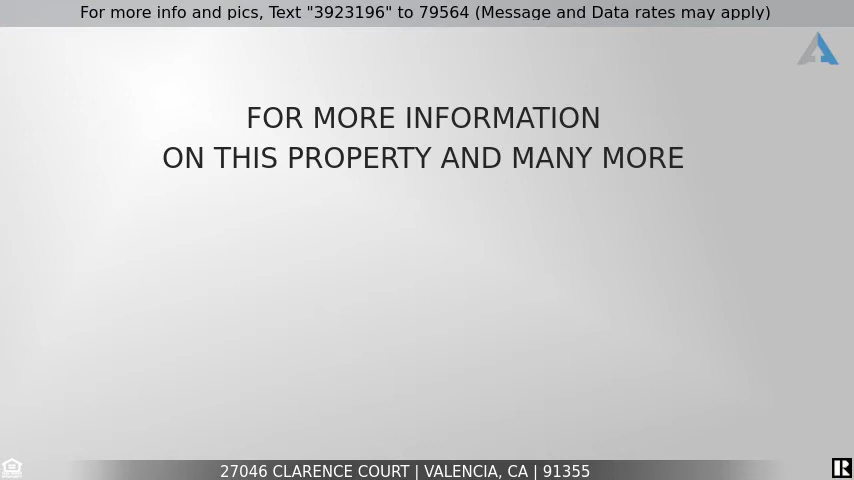 For more info and pics, Text "3923196" to 79564 (Message and Data rates may apply)
FOR MORE INFORMATION
ON THIS PROPERTY AND MANY MORE
27046 CLARENCE COURT | VALENCIA, CA | 91355